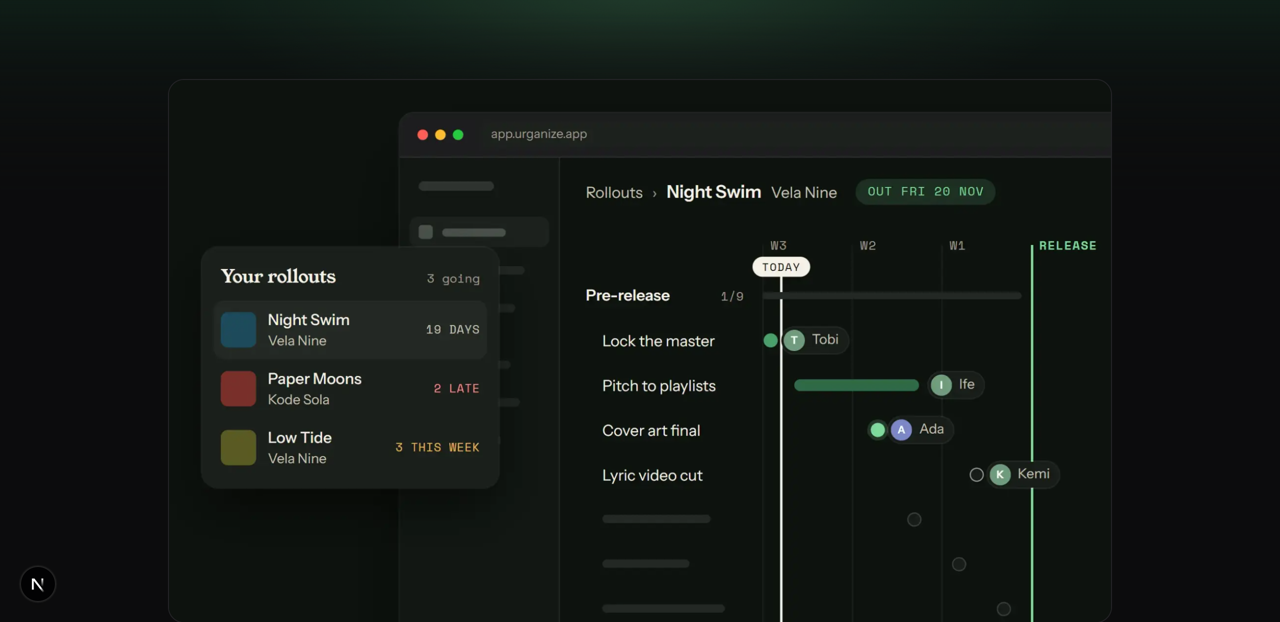 app.urganize.app
Rollouts › Night Swim Vela Nine OUT FRI 20 NOV
W3 W2 W1 RELEASE
TODAY
Pre-release 1/9
Lock the master T Tobi
Pitch to playlists I Ife
Cover art final A Ada
Lyric video cut K Kemi
Your rollouts 3 going
Night Swim
Vela Nine
19 DAYS
Paper Moons
Kode Sola
2 LATE
Low Tide
Vela Nine
3 THIS WEEK
N